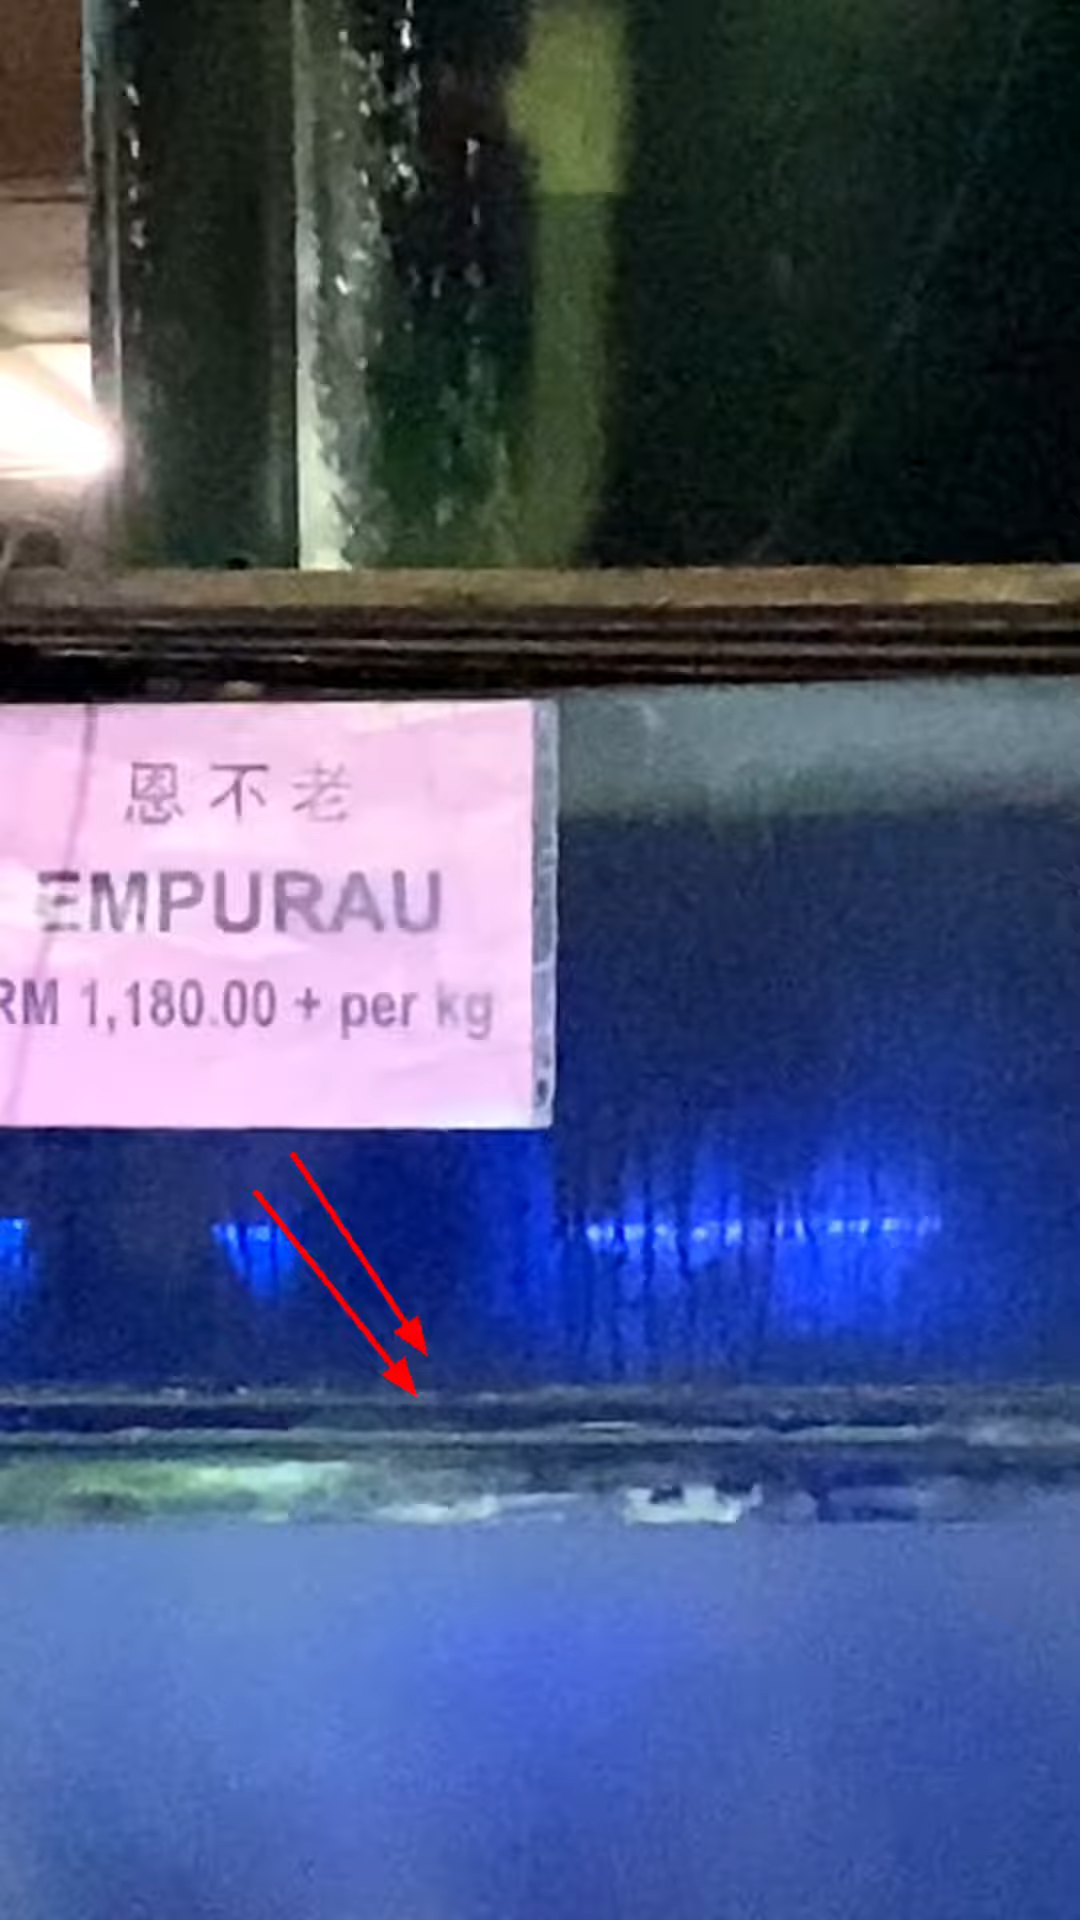 恩不老
EMPURAU
RM 1,180.00 + per kg